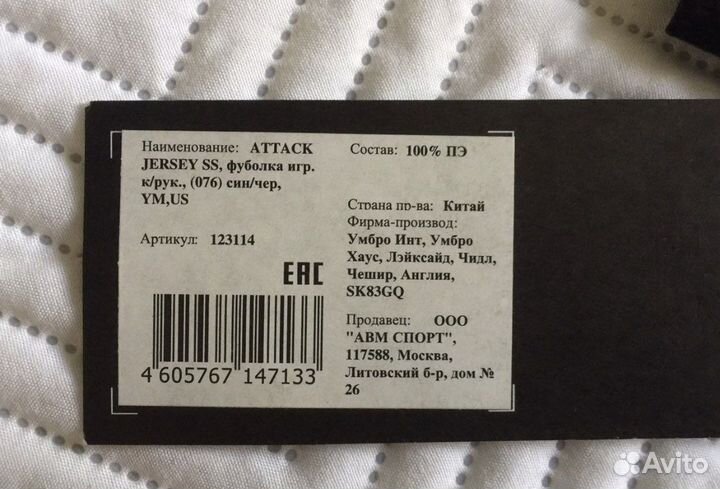 Наименование: ATTACK
JERSEY SS, футболка игр.
к/рук., (076) син/чер,
YM,US
Артикул: 123114
EAC
4 605767 147133
Состав: 100% ПЭ
Страна пр-ва: Китай
Фирма-производ:
Умбро Инт, Умбро
Хаус, Лэйксайд, Чидл,
Чешир, Англия,
SK83GQ
Продавец: ООО
"АВМ СПОРТ",
117588, Москва,
Литовский б-р, дом №
26
Avito